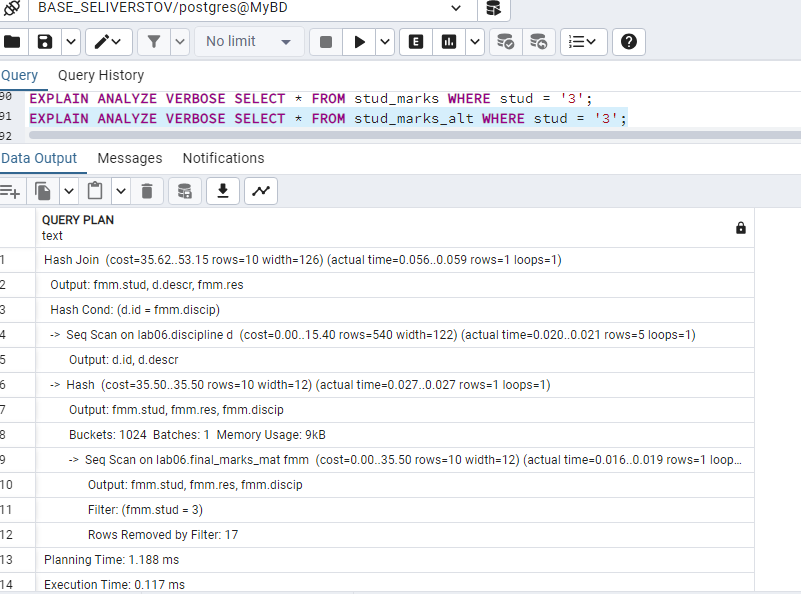 BASE_SELIVERSTOV/postgres@MyBD
No limit
E
Query Query History
90 EXPLAIN ANALYZE VERBOSE SELECT * FROM stud_marks WHERE stud = '3';
91 EXPLAIN ANALYZE VERBOSE SELECT * FROM stud_marks_alt WHERE stud = '3';
92
Data Output Messages Notifications
QUERY PLAN
text
1 Hash Join (cost=35.62..53.15 rows=10 width=126) (actual time=0.056..0.059 rows=1 loops=1)
2 Output: fmm.stud, d.descr, fmm.res
3 Hash Cond: (d.id = fmm.discip)
4 -> Seq Scan on lab06.discipline d (cost=0.00..15.40 rows=540 width=122) (actual time=0.020..0.021 rows=5 loops=1)
5 Output: d.id, d.descr
6 -> Hash (cost=35.50..35.50 rows=10 width=12) (actual time=0.027..0.027 rows=1 loops=1)
7 Output: fmm.stud, fmm.res, fmm.discip
8 Buckets: 1024 Batches: 1 Memory Usage: 9kB
9 -> Seq Scan on lab06.final_marks_mat fmm (cost=0.00..35.50 rows=10 width=12) (actual time=0.016..0.019 rows=1 loop...
10 Output: fmm.stud, fmm.res, fmm.discip
11 Filter: (fmm.stud = 3)
12 Rows Removed by Filter: 17
13 Planning Time: 1.188 ms
14 Execution Time: 0.117 ms